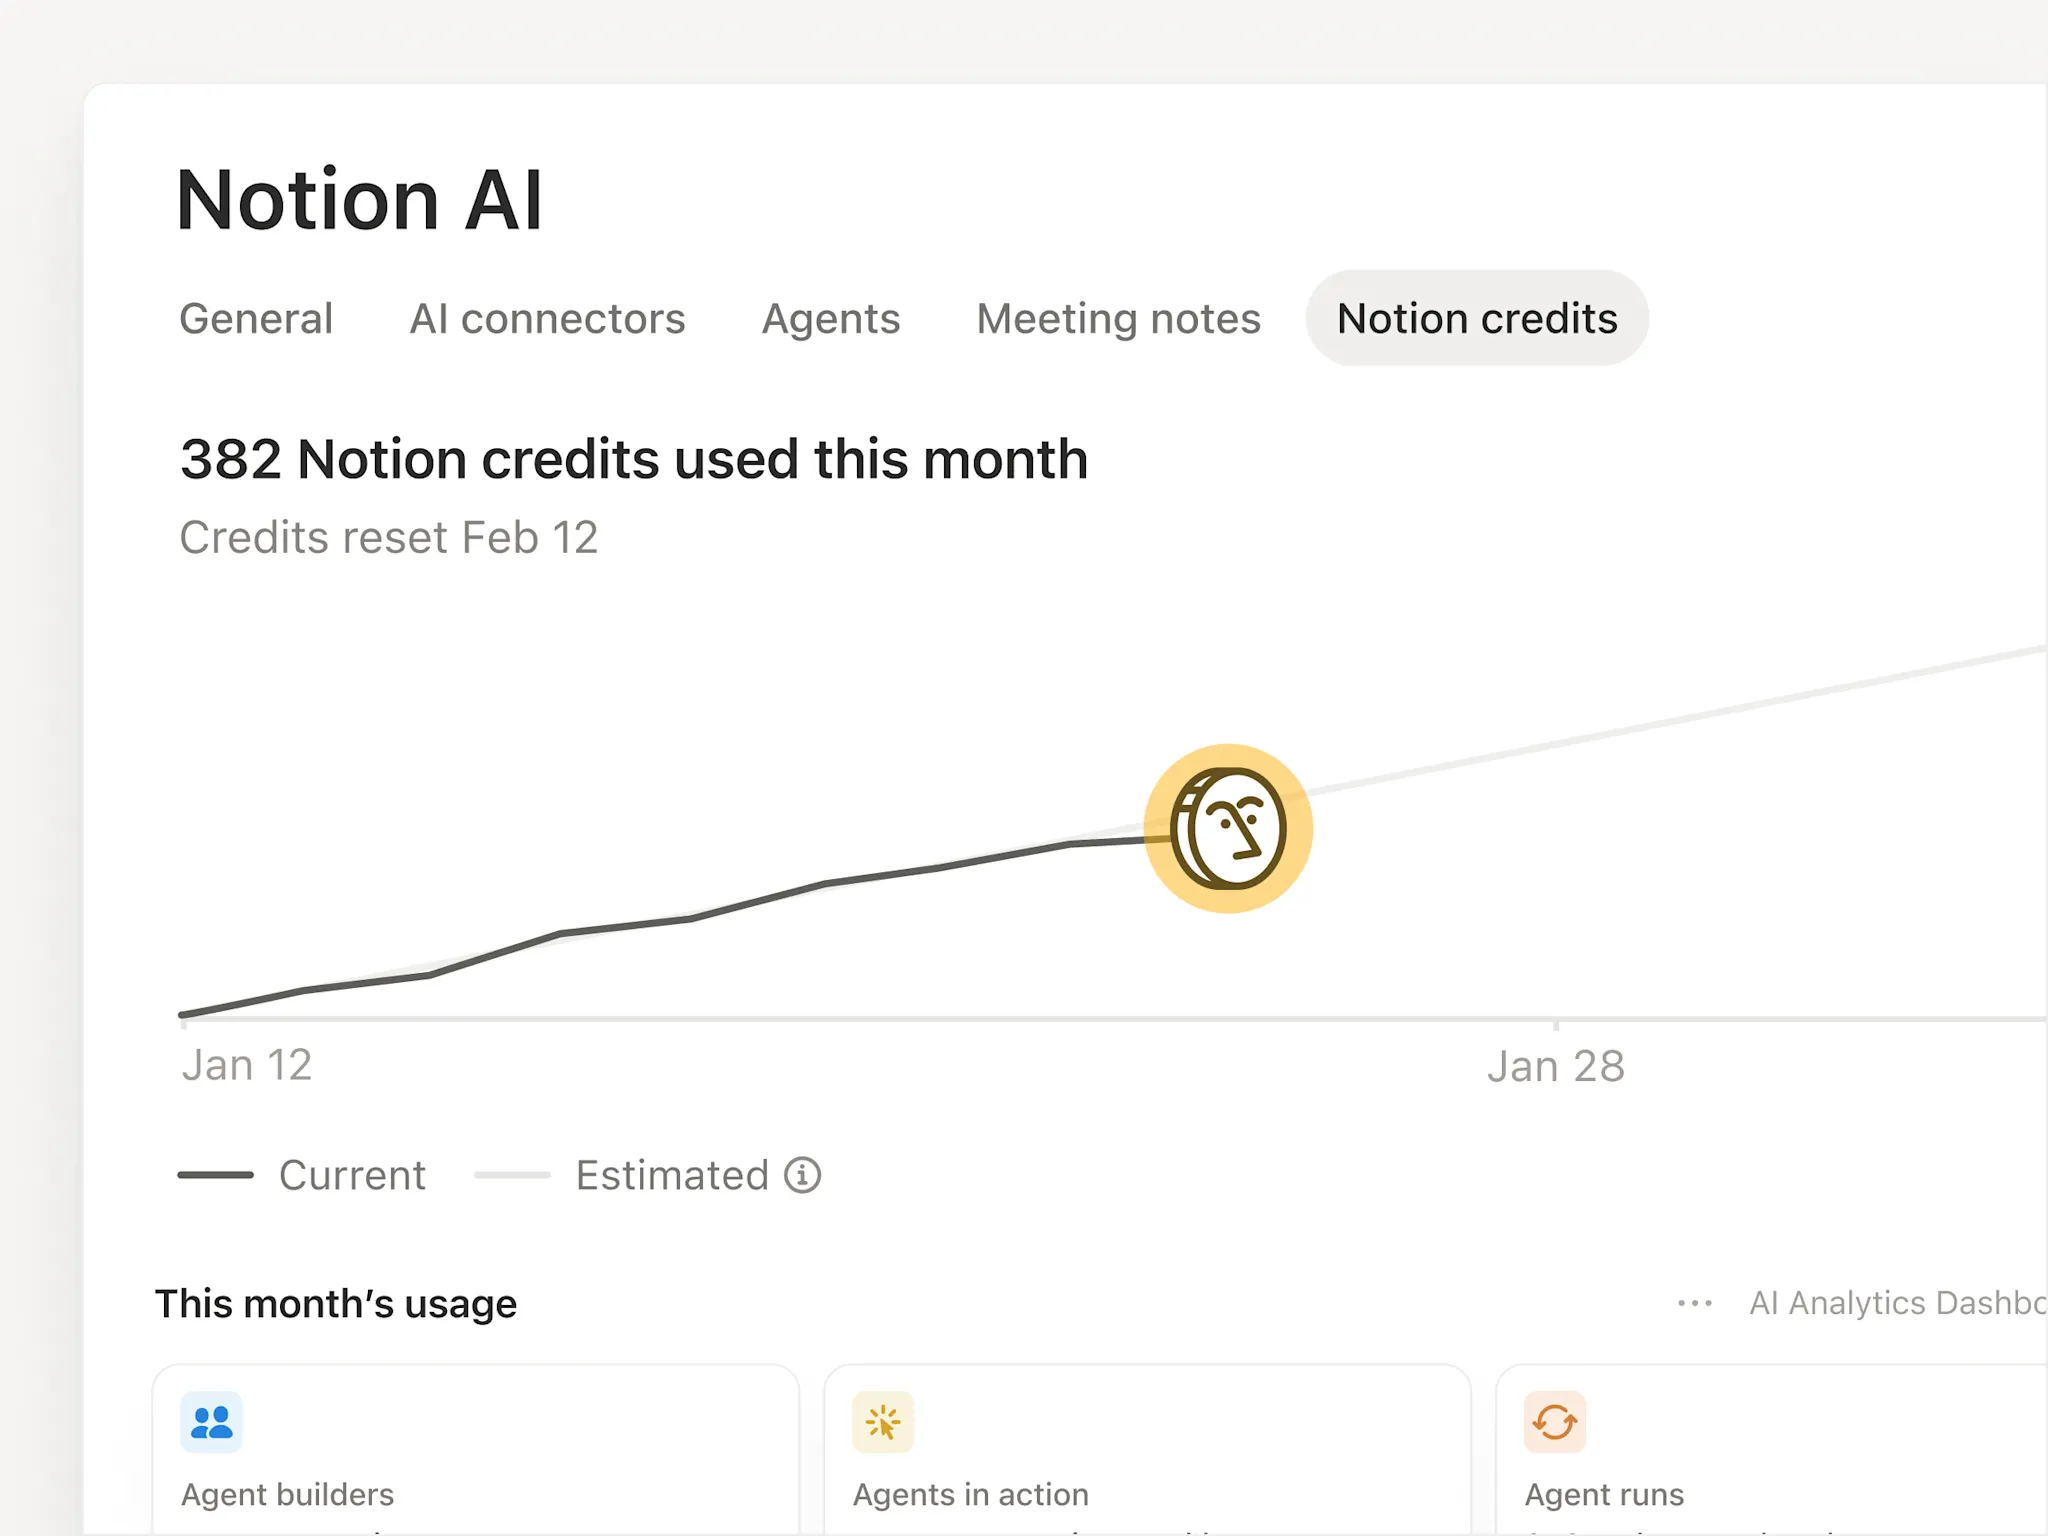 Notion AI
General AI connectors Agents Meeting notes Notion credits
382 Notion credits used this month
Credits reset Feb 12
Jan 12 Jan 28
Current Estimated
This month's usage
··· AI Analytics
Agent builders Agents in action Agent runs